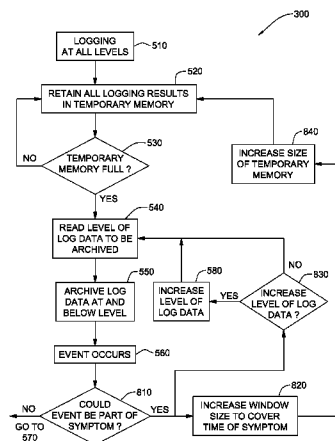 300
LOGGING
AT ALL LEVELS
510
520
RETAIN ALL LOGGING RESULTS
IN TEMPORARY MEMORY
530
NO
TEMPORARY
MEMORY FULL ?
YES
840
INCREASE SIZE
OF TEMPORARY
MEMORY
540
READ LEVEL OF
LOG DATA TO BE
ARCHIVED
550
ARCHIVE LOG
DATA AT AND
BELOW LEVEL
580
INCREASE
LEVEL OF
LOG DATA
YES
NO
830
INCREASE
LEVEL OF LOG
DATA ?
EVENT OCCURS
560
810
COULD
EVENT BE PART OF
SYMPTOM ?
NO
GO TO
570
YES
820
INCREASE WINDOW
SIZE TO COVER
TIME OF SYMPTOM